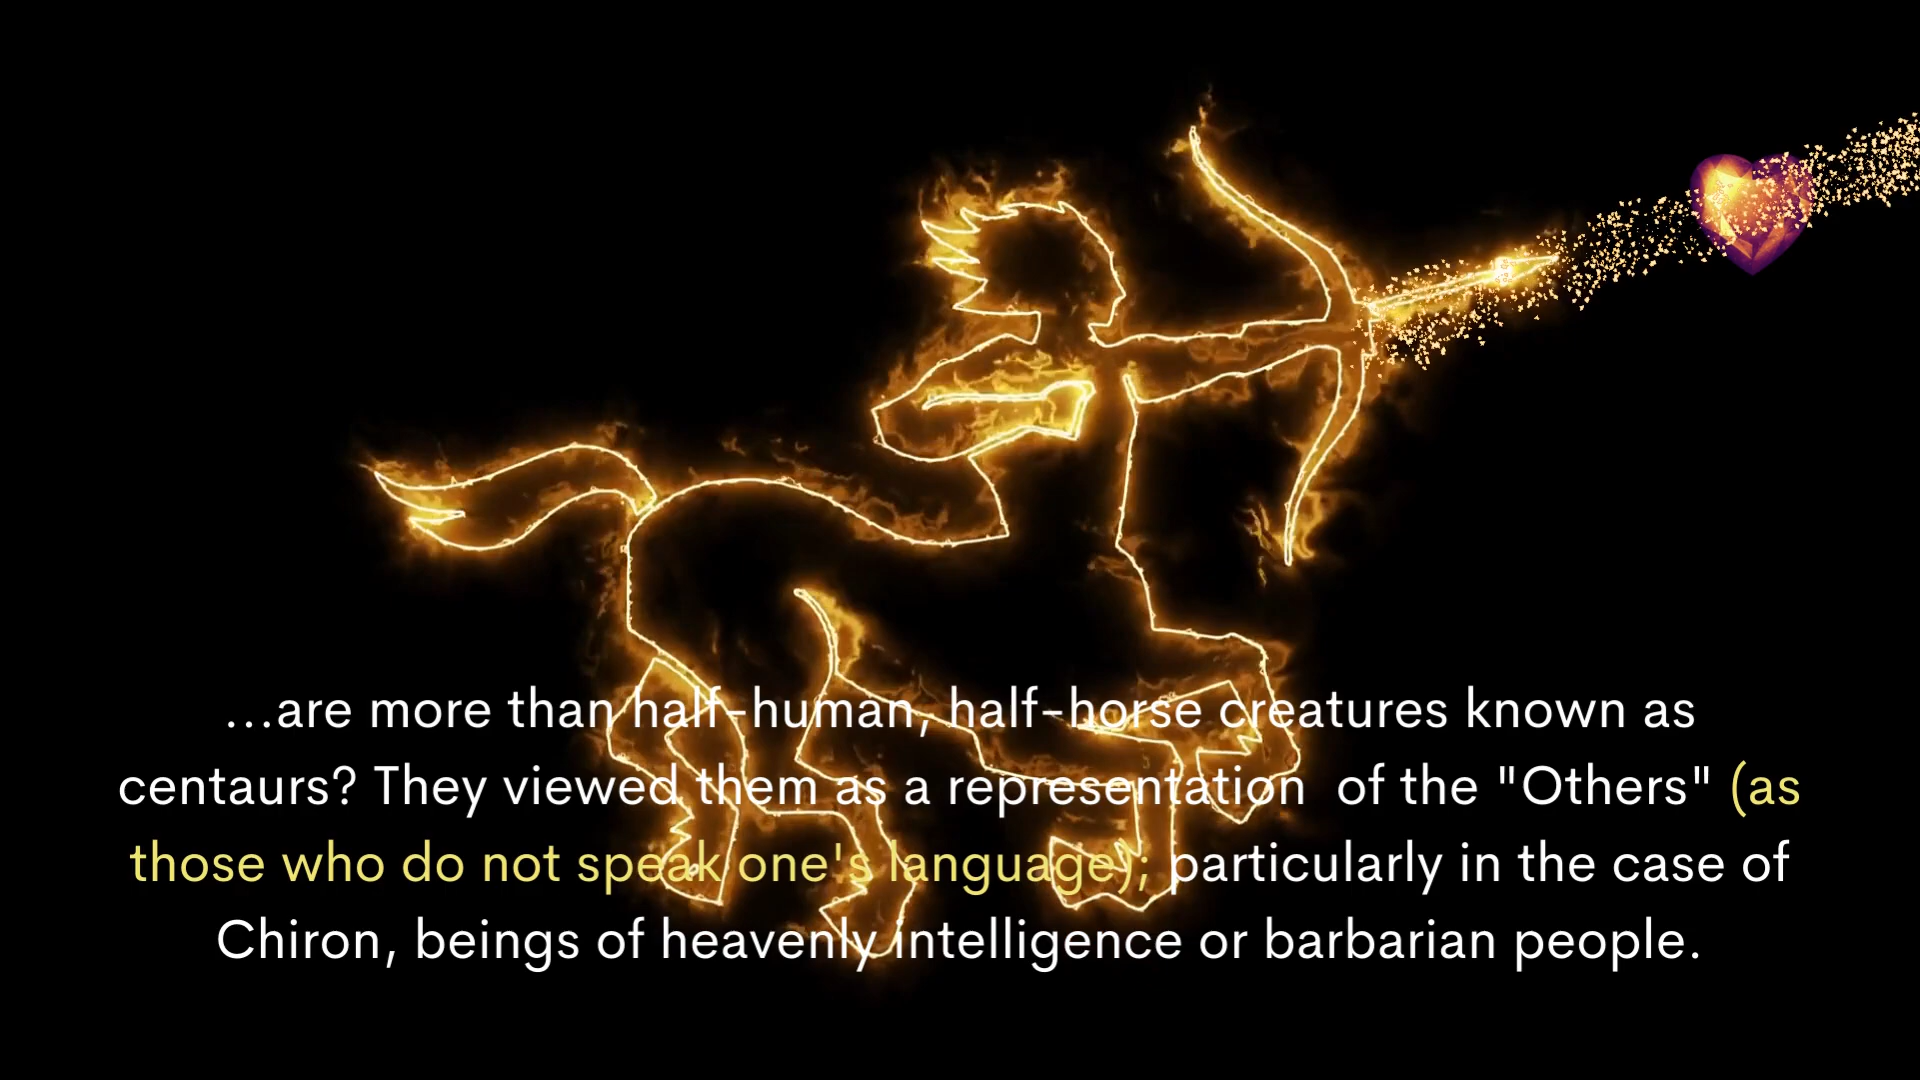 ...are more than half-human, half-horse creatures known as
centaurs? They viewed them as a representation  of the "Others" (as
those who do not speak one's language); particularly in the case of
Chiron, beings of heavenly intelligence or barbarian people.